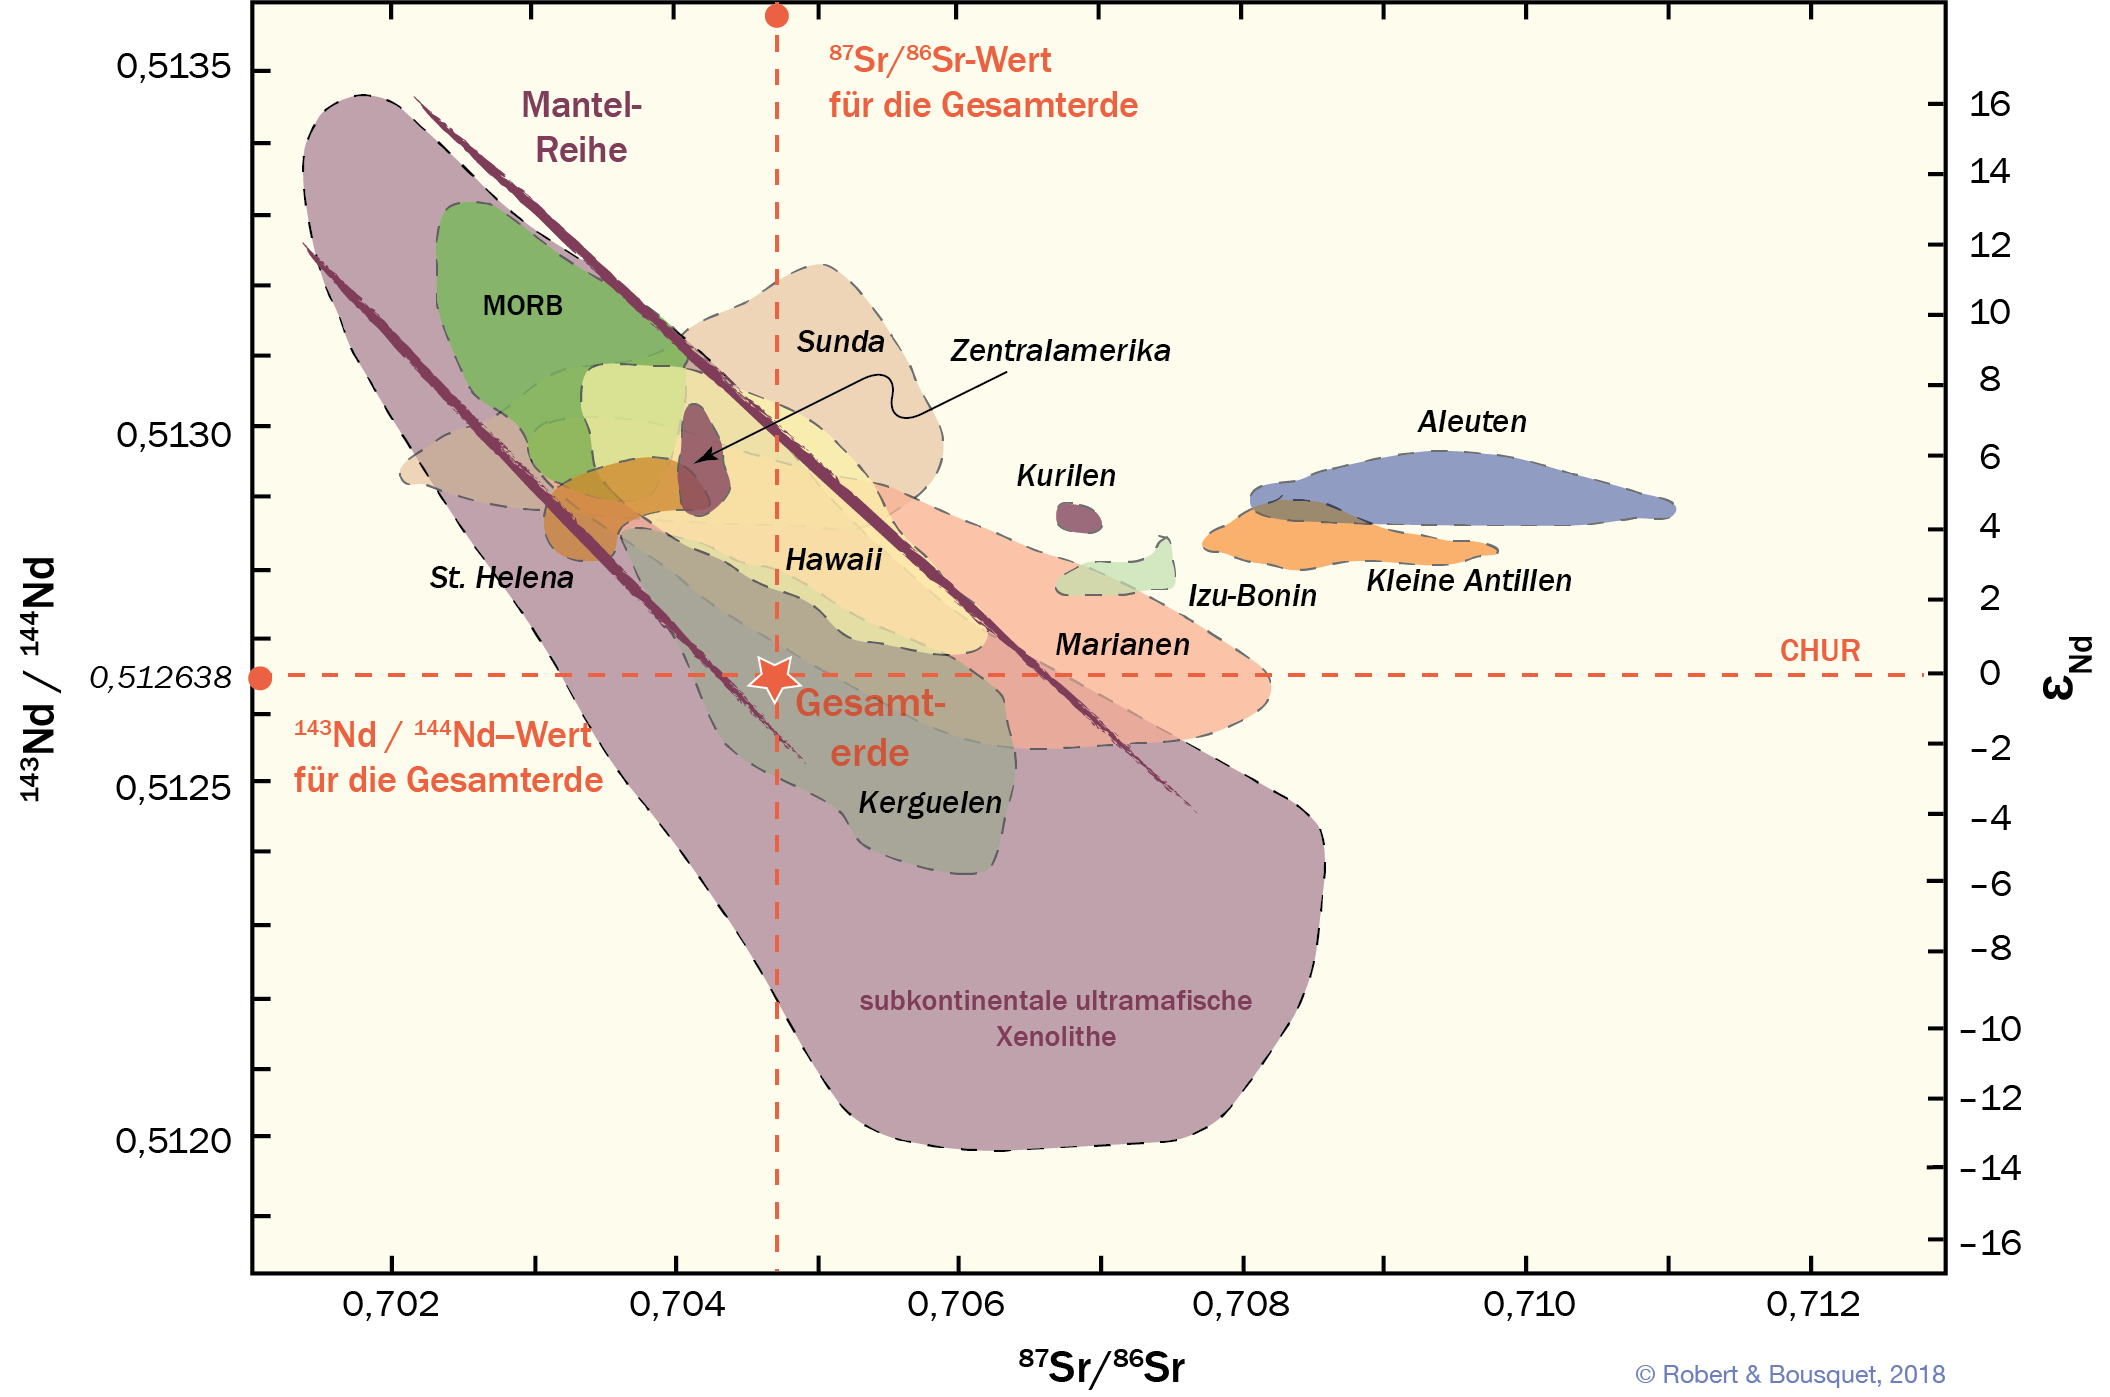 0,5135
0,5130
0,512638
0,5125
0,5120
¹⁴³Nd / ¹⁴⁴Nd
⁸⁷Sr/⁸⁶Sr-Wert
für die Gesamterde
Mantel-
Reihe
MORB
Sunda
Zentralamerika
Aleuten
Kurilen
Hawaii
St. Helena
Izu-Bonin
Kleine Antillen
Marianen
CHUR
Gesamt-
erde
¹⁴³Nd / ¹⁴⁴Nd–Wert
für die Gesamterde
Kerguelen
subkontinentale ultramafische
Xenolithe
16
14
12
10
8
6
4
2
0
–2
–4
–6
–8
–10
–12
–14
–16
εNd
0,702
0,704
0,706
0,708
0,710
0,712
⁸⁷Sr/⁸⁶Sr
© Robert & Bousquet, 2018